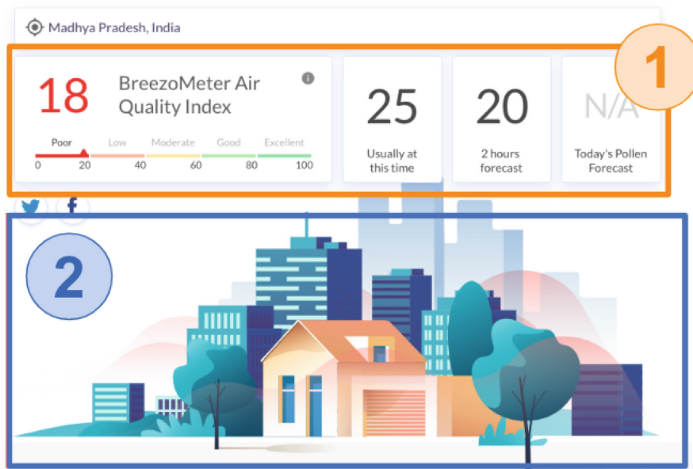 Madhya Pradesh, India
1
18
BreezoMeter Air
Quality Index
Poor Low Moderate Good Excellent
0 20 40 60 80 100
25
Usually at
this time
20
2 hours
forecast
N/A
Today's Pollen
Forecast
2